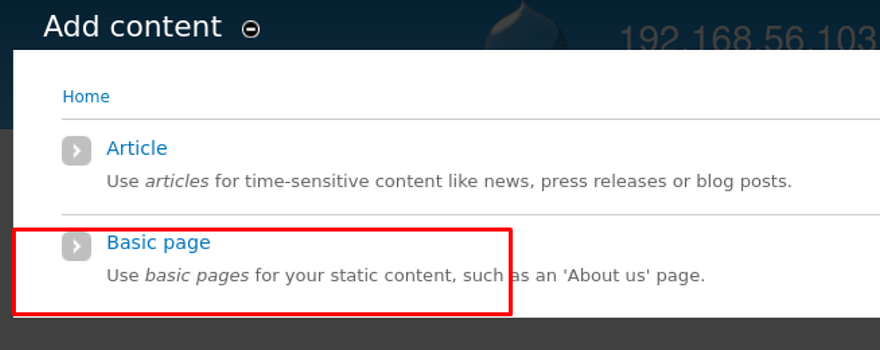 Add content
192.168.56.103
Home
Article
Use articles for time-sensitive content like news, press releases or blog posts.
Basic page
Use basic pages for your static content, such as an 'About us' page.